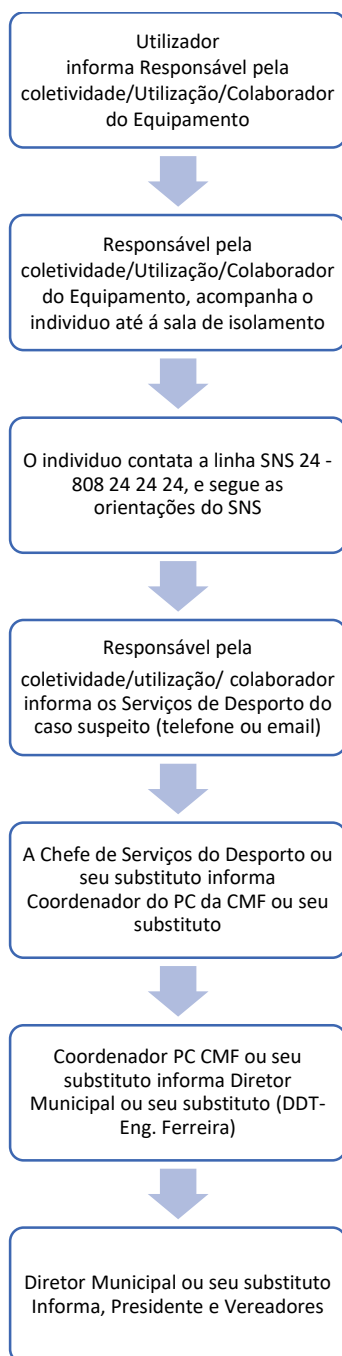 Utilizador
informa Responsável pela
coletividade/Utilização/Colaborador
do Equipamento
Responsável pela
coletividade/Utilização/Colaborador
do Equipamento, acompanha o
individuo até á sala de isolamento
O individuo contata a linha SNS 24 -
808 24 24 24, e segue as
orientações do SNS
Responsável pela
coletividade/utilização/ colaborador
informa os Serviços de Desporto do
caso suspeito (telefone ou email)
A Chefe de Serviços do Desporto ou
seu substituto informa
Coordenador do PC da CMF ou seu
substituto
Coordenador PC CMF ou seu
substituto informa Diretor
Municipal ou seu substituto (DDT-
Eng. Ferreira)
Diretor Municipal ou seu substituto
Informa, Presidente e Vereadores